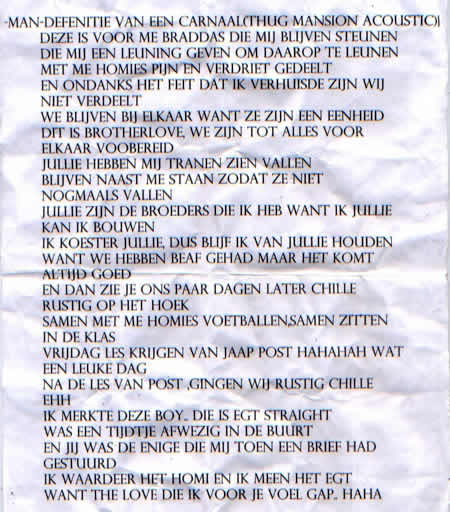 -MAN-DEFENITIE VAN EEN CARNAAL(THUG MANSION ACOUSTIC)|
DEZE IS VOOR ME BRADDAS DIE MIJ BLIJVEN STEUNEN
DIE MIJ EEN LEUNING GEVEN OM DAAROP TE LEUNEN
MET ME HOMIES PIJN EN VERDRIET GEDEELT
EN ONDANKS HET FEIT DAT IK VERHUISDE ZIJN WIJ
NIET VERDEELT
WE BLIJVEN BIJ ELKAAR WANT ZE ZIJN EEN EENHEID
DIT IS BROTHERLOVE, WE ZIJN TOT ALLES VOOR
ELKAAR VOOBEREID
JULLIE HEBBEN MIJ TRANEN ZIEN VALLEN
BLIJVEN NAAST ME STAAN ZODAT ZE NIET
NOGMAALS VALLEN
JULLIE ZIJN DE BROEDERS DIE IK HEB WANT IK JULLIE
KAN IK BOUWEN
IK KOESTER JULLIE, DUS BLIJF IK VAN JULLIE HOUDEN
WANT WE HEBBEN BEAF GEHAD MAAR HET KOMT
ALTIJD GOED
EN DAN ZIE JE ONS PAAR DAGEN LATER CHILLE
RUSTIG OP HET HOEK
SAMEN MET ME HOMIES VOETBALLEN,SAMEN ZITTEN
IN DE KLAS
VRIJDAG LES KRIJGEN VAN JAAP POST HAHAHAH WAT
EEN LEUKE DAG
NA DE LES VAN POST ,GINGEN WIJ RUSTIG CHILLE
EHH
IK MERKTE DEZE BOY.. DIE IS EGT STRAIGHT
WAS EEN TIJDTJE AFWEZIG IN DE BUURT
EN JIJ WAS DE ENIGE DIE MIJ TOEN EEN BRIEF HAD
GESTUURD
IK WAARDEER HET HOMI EN IK MEEN HET EGT
WANT THE LOVE DIE IK VOOR JE VOEL GAP.. HAHA